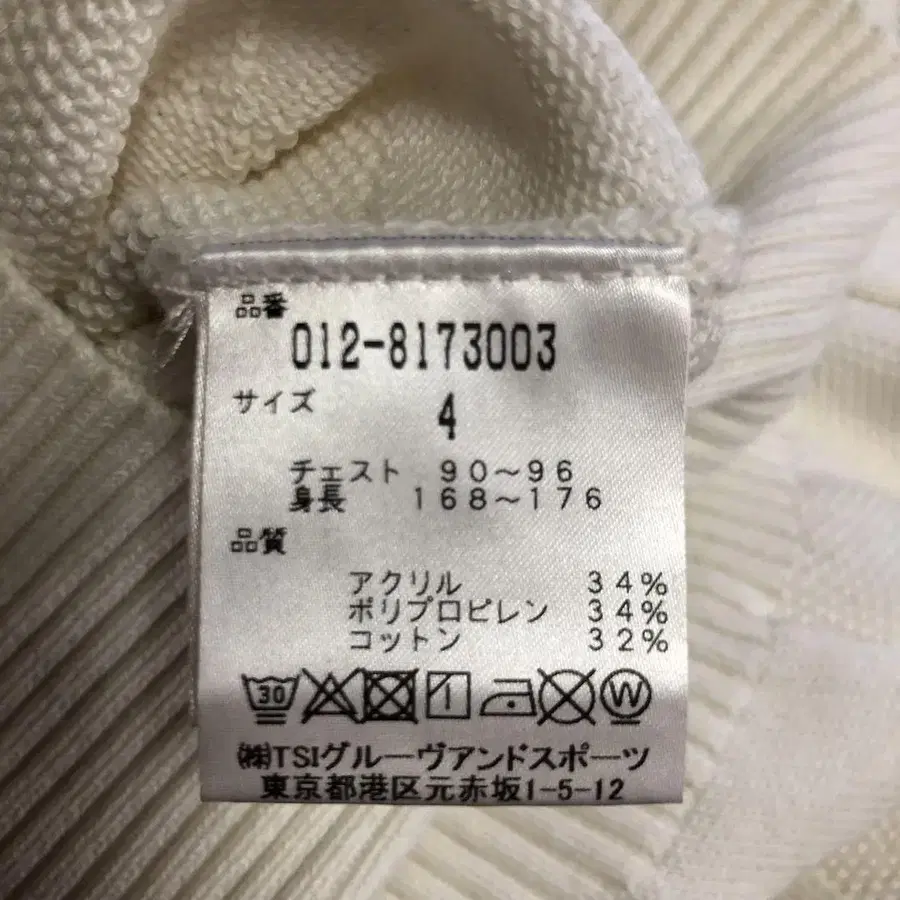 品番
012-8173003
サイズ
4
チェスト 90〜96
身長 168〜176
品質
アクリル 34%
ポリプロピレン 34%
コットン 32%
30 W
㈱TSIグルーヴアンドスポーツ
東京都港区元赤坂1-5-12